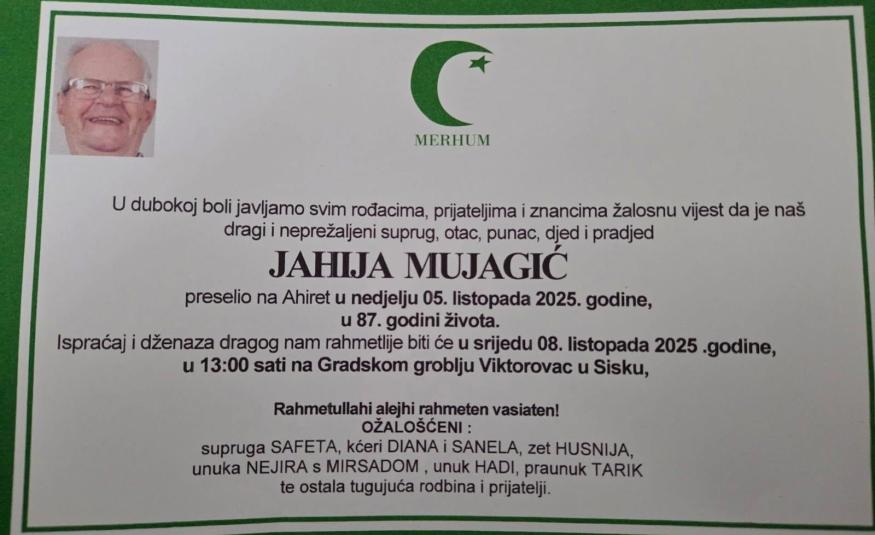 MERHUM
U dubokoj boli javljamo svim rođacima, prijateljima i znancima žalosnu vijest da je naš
dragi i neprežaljeni suprug, otac, punac, djed i pradjed
JAHIJA MUJAGIĆ
preselio na Ahiret u nedjelju 05. listopada 2025. godine,
u 87. godini života.
Ispraćaj i dženaza dragog nam rahmetlije biti će u srijedu 08. listopada 2025 .godine,
u 13:00 sati na Gradskom groblju Viktorovac u Sisku,
Rahmetullahi alejhi rahmeten vasiaten!
OŽALOŠĆENI :
supruga SAFETA, kćeri DIANA i SANELA, zet HUSNIJA,
unuka NEJIRA s MIRSADOM , unuk HADI, praunuk TARIK
te ostala tugujuća rodbina i prijatelji.